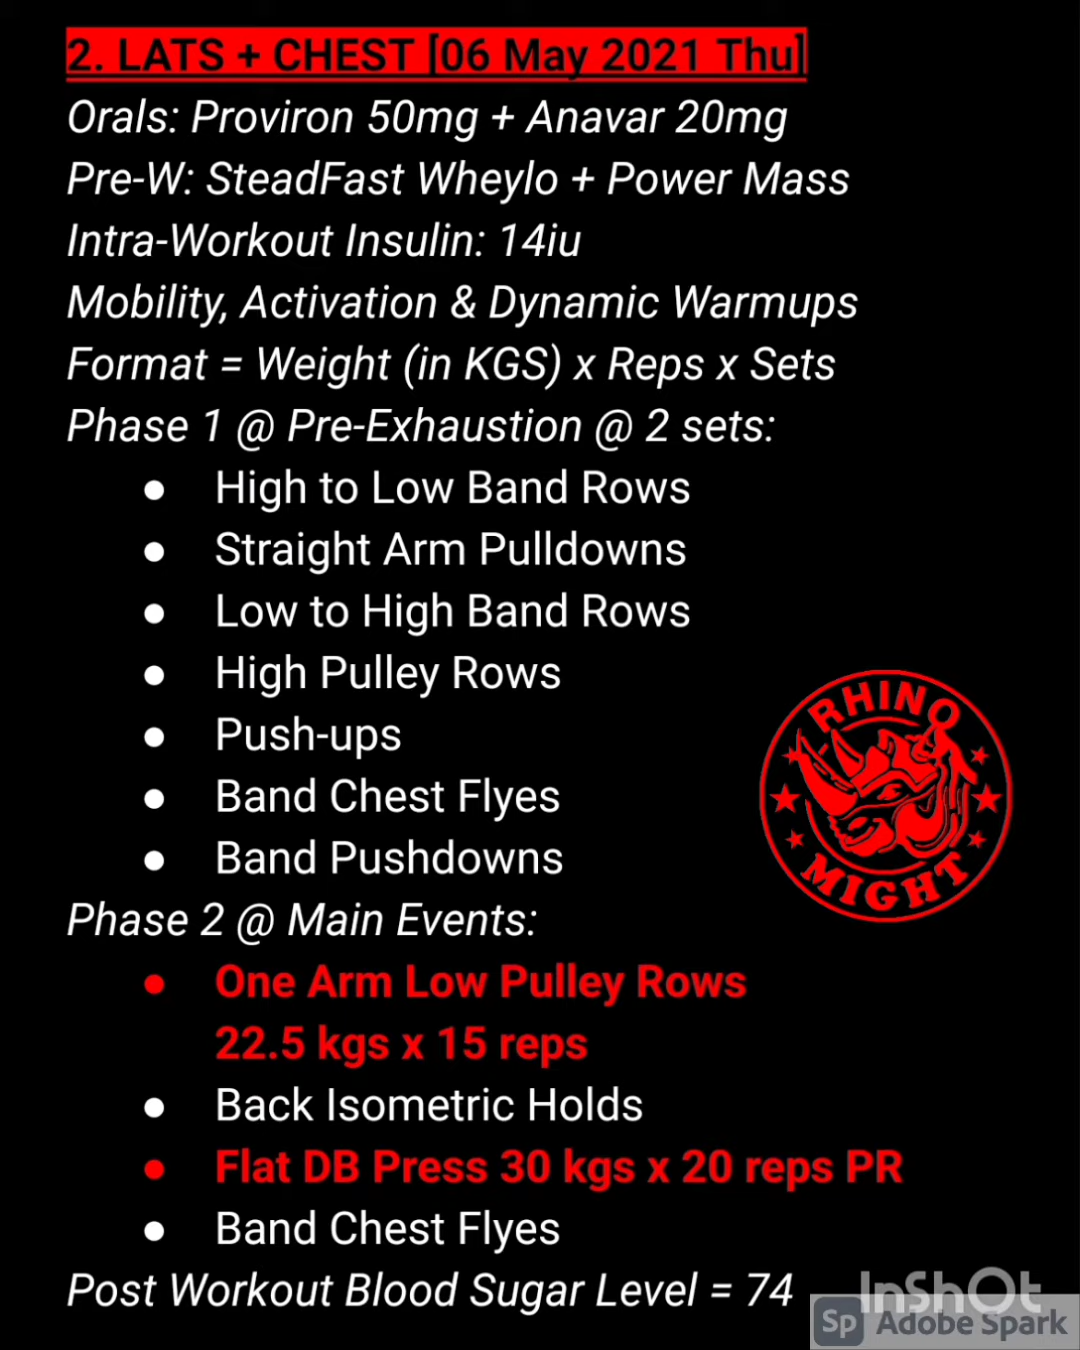 2. LATS + CHEST [06 May 2021 Thu]
Orals: Proviron 50mg + Anavar 20mg
Pre-W: SteadFast Wheylo + Power Mass
Intra-Workout Insulin: 14iu
Mobility, Activation & Dynamic Warmups
Format = Weight (in KGS) x Reps x Sets
Phase 1 @ Pre-Exhaustion @ 2 sets:
● High to Low Band Rows
● Straight Arm Pulldowns
● Low to High Band Rows
● High Pulley Rows
● Push-ups
● Band Chest Flyes
● Band Pushdowns
RHINO
MIGHT
Phase 2 @ Main Events:
● One Arm Low Pulley Rows
22.5 kgs x 15 reps
● Back Isometric Holds
● Flat DB Press 30 kgs x 20 reps PR
● Band Chest Flyes
Post Workout Blood Sugar Level = 74
InShOt
Sp Adobe Spark